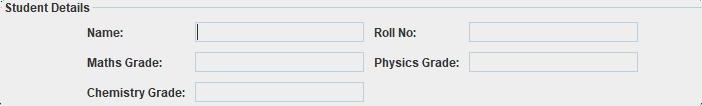 Student Details
Name: Roll No:
Maths Grade: Physics Grade:
Chemistry Grade: